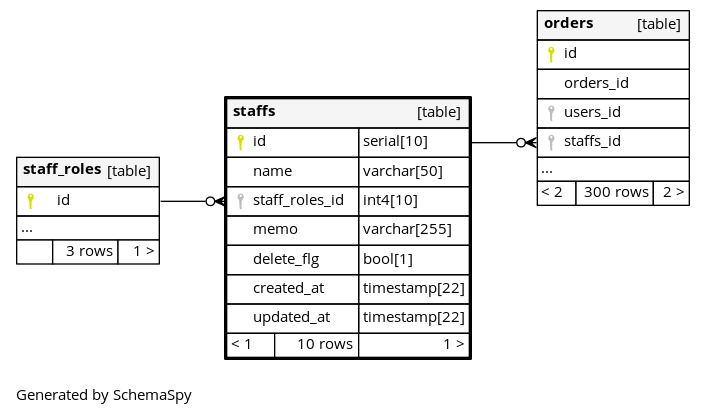 staff_roles [table]
id
...
3 rows 1 >
staffs [table]
id serial[10]
name varchar[50]
staff_roles_id int4[10]
memo varchar[255]
delete_flg bool[1]
created_at timestamp[22]
updated_at timestamp[22]
< 1 10 rows 1 >
orders [table]
id
orders_id
users_id
staffs_id
...
< 2 300 rows 2 >
Generated by SchemaSpy